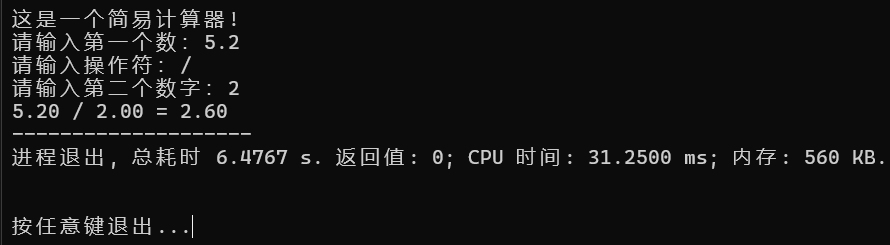 这是一个简易计算器!
请输入第一个数: 5.2
请输入操作符: /
请输入第二个数字: 2
5.20 / 2.00 = 2.60
--------------------
进程退出, 总耗时 6.4767 s. 返回值: 0; CPU 时间: 31.2500 ms; 内存: 560 KB.
按任意键退出...